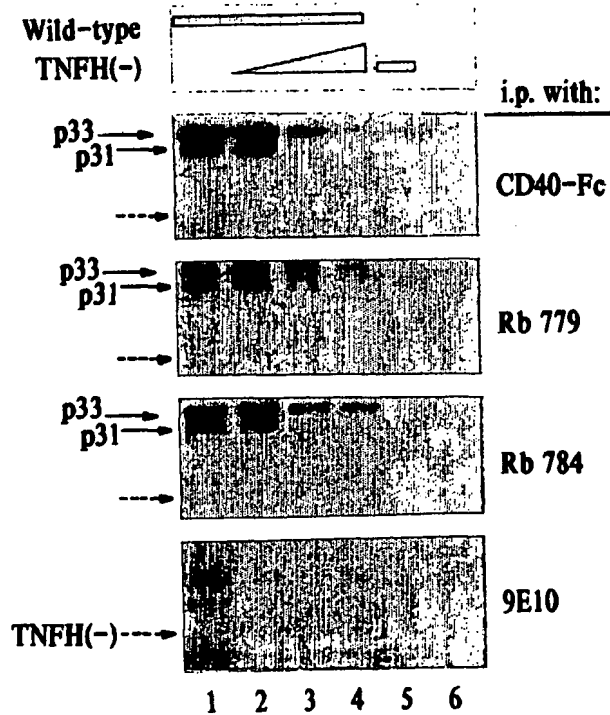 Wild-type
TNFH(-)
i.p. with:
p33
p31
CD40-Fc
p33
p31
Rb 779
p33
p31
Rb 784
9E10
TNFH(-)
1 2 3 4 5 6